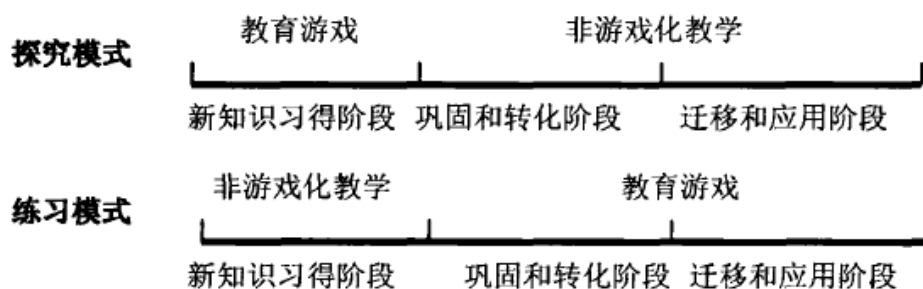 教育游戏 非游戏化教学
探究模式
新知识习得阶段 巩固和转化阶段 迁移和应用阶段
非游戏化教学 教育游戏
练习模式
新知识习得阶段 巩固和转化阶段 迁移和应用阶段